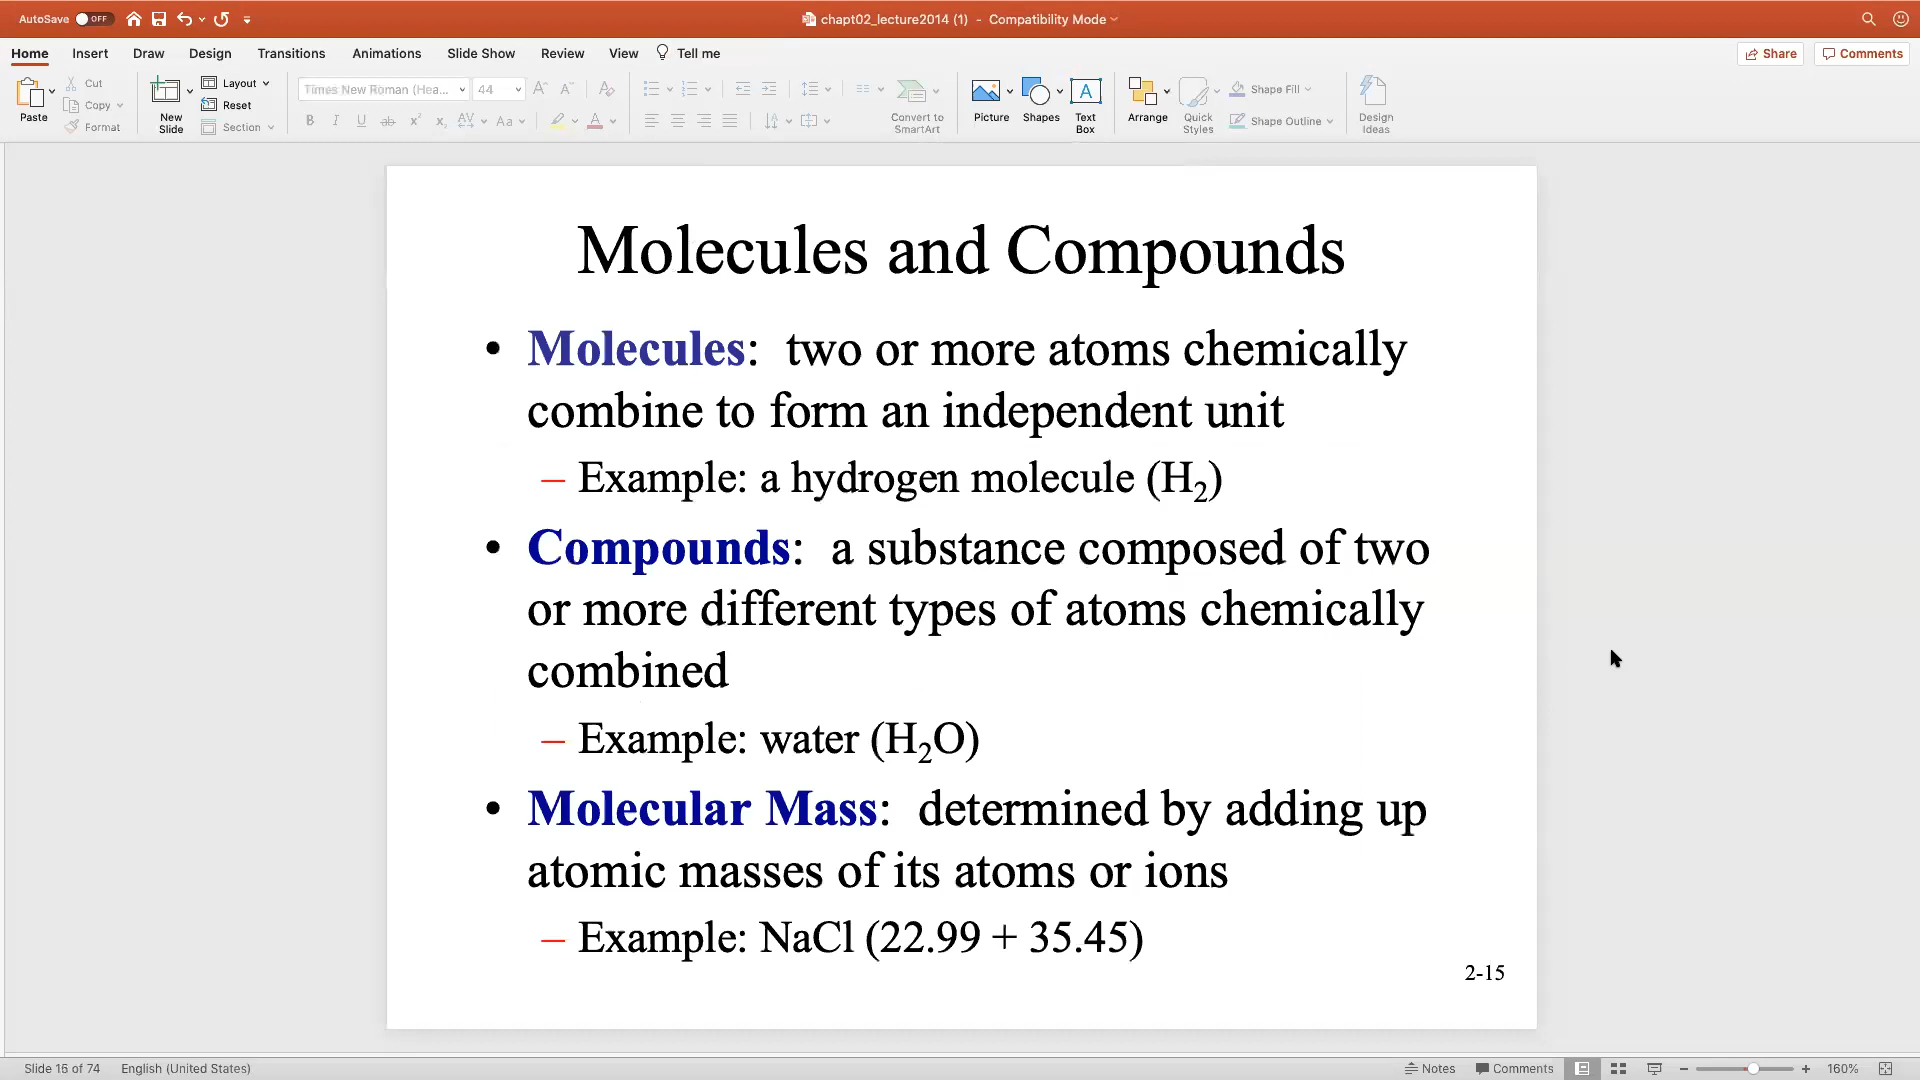 AutoSave OFF chapt02_lecture2014 (1) - Compatibility Mode
Home Insert Draw Design Transitions Animations Slide Show Review View Tell me Share Comments
Paste Cut Copy Format New Slide Layout Reset Section Times New Roman (Hea... 44 Convert to SmartArt Picture Shapes Text Box Arrange Quick Styles Shape Fill Shape Outline Design Ideas
Molecules and Compounds
• Molecules: two or more atoms chemically
combine to form an independent unit
– Example: a hydrogen molecule (H₂)
• Compounds: a substance composed of two
or more different types of atoms chemically
combined
– Example: water (H₂O)
• Molecular Mass: determined by adding up
atomic masses of its atoms or ions
– Example: NaCl (22.99 + 35.45)
2-15
Slide 16 of 74 English (United States) Notes Comments 160%